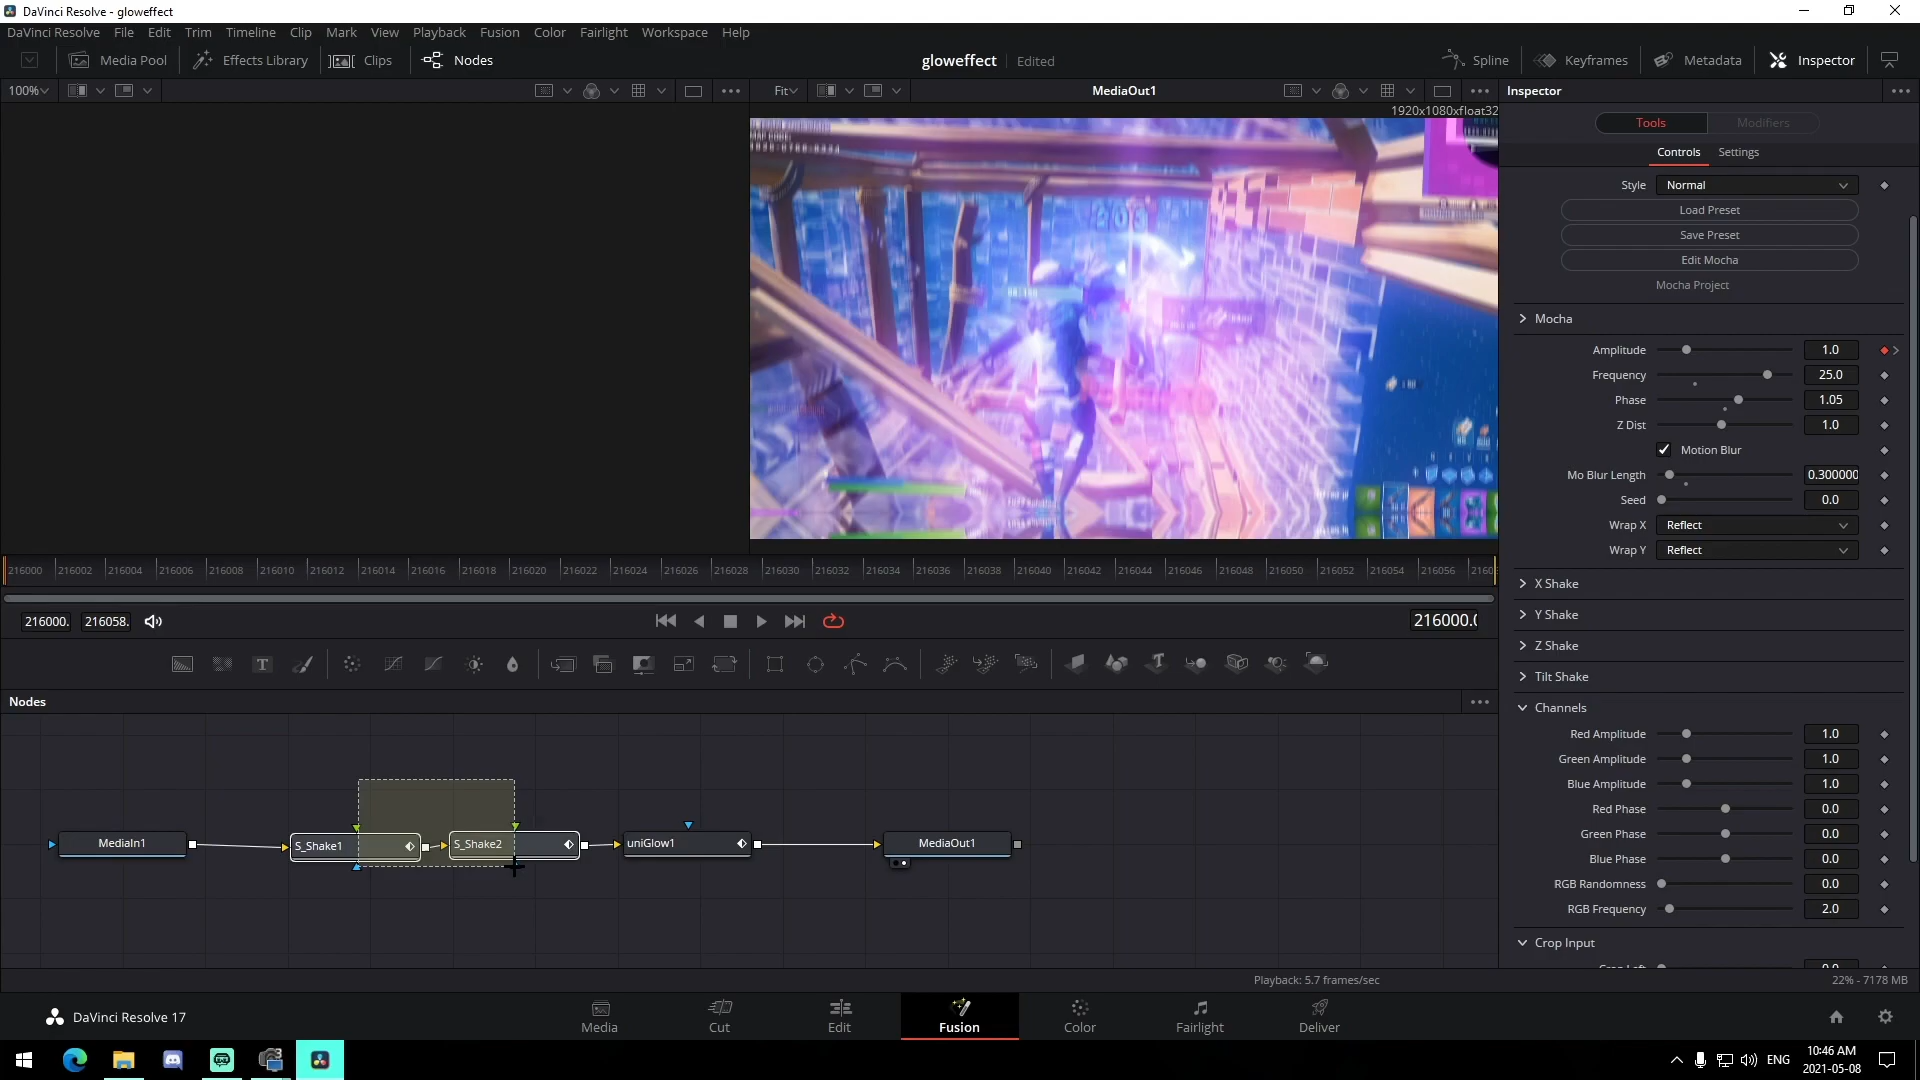 DaVinci Resolve - gloweffect
DaVinci Resolve File Edit Trim Timeline Clip Mark View Playback Fusion Color Fairlight Workspace Help
Media Pool Effects Library Clips Nodes gloweffect Edited Spline Keyframes Metadata Inspector
100% Fit MediaOut1 Inspector
1920x1080xfloat32
Tools Modifiers
Controls Settings
Style Normal
Load Preset
Save Preset
Edit Mocha
Mocha Project
Mocha
Amplitude 1.0
Frequency 25.0
Phase 1.05
Z Dist 1.0
Motion Blur
Mo Blur Length 0.300000
Seed 0.0
Wrap X Reflect
Wrap Y Reflect
X Shake
Y Shake
Z Shake
Tilt Shake
Channels
Red Amplitude 1.0
Green Amplitude 1.0
Blue Amplitude 1.0
Red Phase 0.0
Green Phase 0.0
Blue Phase 0.0
RGB Randomness 0.0
RGB Frequency 2.0
Crop Input
216000 216002 216004 216006 216008 216010 216012 216014 216016 216018 216020 216022 216024 216026 216028 216030 216032 216034 216036 216038 216040 216042 216044 216046 216048 216050 216052 216054 216056
216000. 216058. 216000.
Nodes
MediaIn1 S_Shake1 S_Shake2 uniGlow1 MediaOut1
Playback: 5.7 frames/sec 22% - 7178 MB
DaVinci Resolve 17 Media Cut Edit Fusion Color Fairlight Deliver
ENG 10:46 AM
2021-05-08